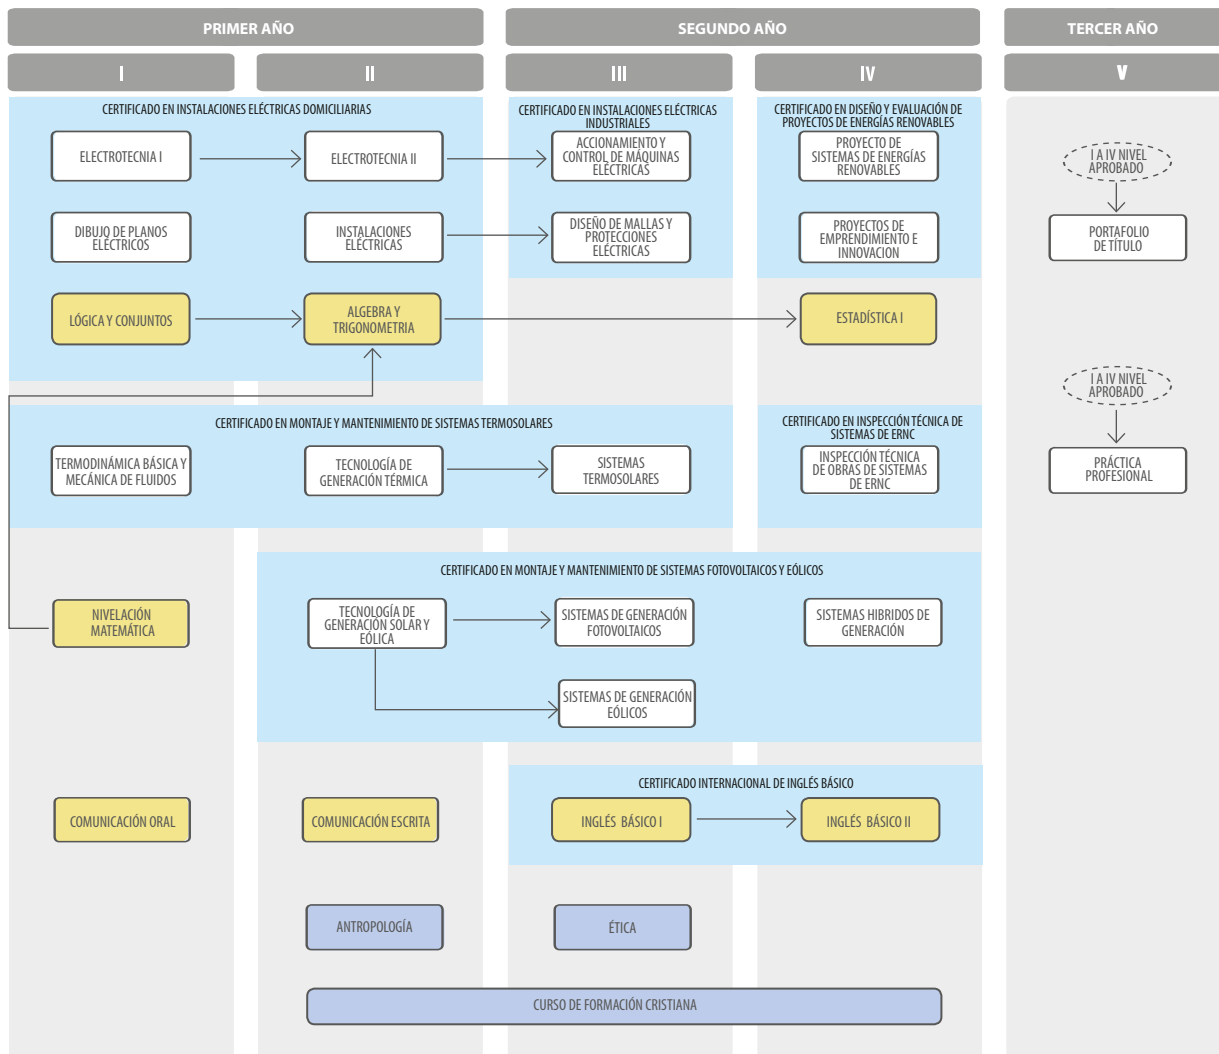 PRIMER AÑO
SEGUNDO AÑO
TERCER AÑO
I
II
III
IV
V
CERTIFICADO EN INSTALACIONES ELÉCTRICAS DOMICILIARIAS
CERTIFICADO EN INSTALACIONES ELÉCTRICAS
INDUSTRIALES
CERTIFICADO EN DISEÑO Y EVALUACIÓN DE
PROYECTOS DE ENERGÍAS RENOVABLES
ELECTROTECNIA I
ELECTROTECNIA II
ACCIONAMIENTO Y
CONTROL DE MÁQUINAS
ELÉCTRICAS
PROYECTO DE
SISTEMAS DE ENERGÍAS
RENOVABLES
I A IV NIVEL
APROBADO
DIBUJO DE PLANOS
ELÉCTRICOS
INSTALACIONES
ELÉCTRICAS
DISEÑO DE MALLAS Y
PROTECCIONES
ELÉCTRICAS
PROYECTOS DE
EMPRENDIMIENTO E
INNOVACION
PORTAFOLIO
DE TÍTULO
LÓGICA Y CONJUNTOS
ALGEBRA Y
TRIGONOMETRIA
ESTADÍSTICA I
I A IV NIVEL
APROBADO
CERTIFICADO EN MONTAJE Y MANTENIMIENTO DE SISTEMAS TERMOSOLARES
CERTIFICADO EN INSPECCIÓN TÉCNICA DE
SISTEMAS DE ERNC
TERMODINÁMICA BÁSICA Y
MECÁNICA DE FLUIDOS
TECNOLOGÍA DE
GENERACIÓN TÉRMICA
SISTEMAS
TERMOSOLARES
INSPECCIÓN TÉCNICA
DE OBRAS DE SISTEMAS
DE ERNC
PRÁCTICA
PROFESIONAL
CERTIFICADO EN MONTAJE Y MANTENIMIENTO DE SISTEMAS FOTOVOLTAICOS Y EÓLICOS
NIVELACIÓN
MATEMÁTICA
TECNOLOGÍA DE
GENERACIÓN SOLAR Y
EÓLICA
SISTEMAS DE GENERACIÓN
FOTOVOLTAICOS
SISTEMAS HIBRIDOS DE
GENERACIÓN
SISTEMAS DE GENERACIÓN
EÓLICOS
CERTIFICADO INTERNACIONAL DE INGLÉS BÁSICO
COMUNICACIÓN ORAL
COMUNICACIÓN ESCRITA
INGLÉS BÁSICO I
INGLÉS BÁSICO II
ANTROPOLOGÍA
ÉTICA
CURSO DE FORMACIÓN CRISTIANA